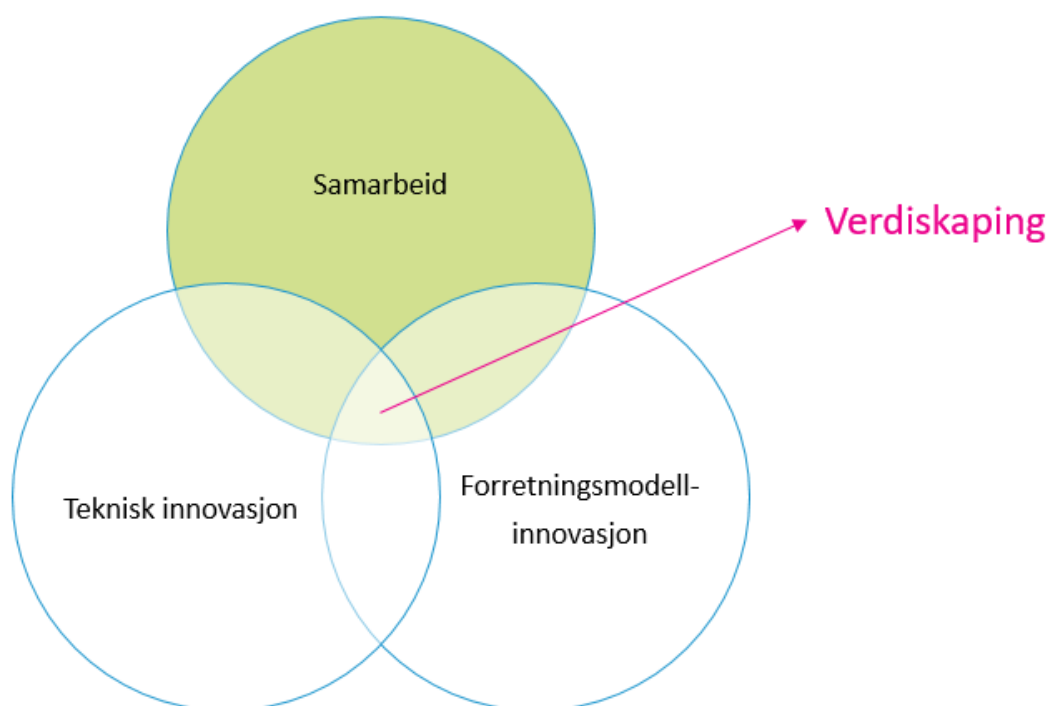 Samarbeid
Verdiskaping
Teknisk innovasjon
Forretningsmodell-
innovasjon